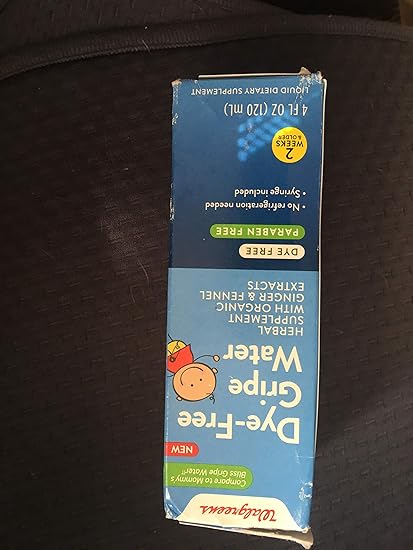 Walgreens
Compare to Mommy's
Bliss Gripe Water®
NEW
Dye-Free
Gripe
Water
HERBAL
SUPPLEMENT
WITH ORGANIC
GINGER & FENNEL
EXTRACTS
DYE FREE
PARABEN FREE
• No refrigeration needed
• Syringe included
2
WEEKS
& OLDER
4 FL OZ (120 mL)
LIQUID DIETARY SUPPLEMENT